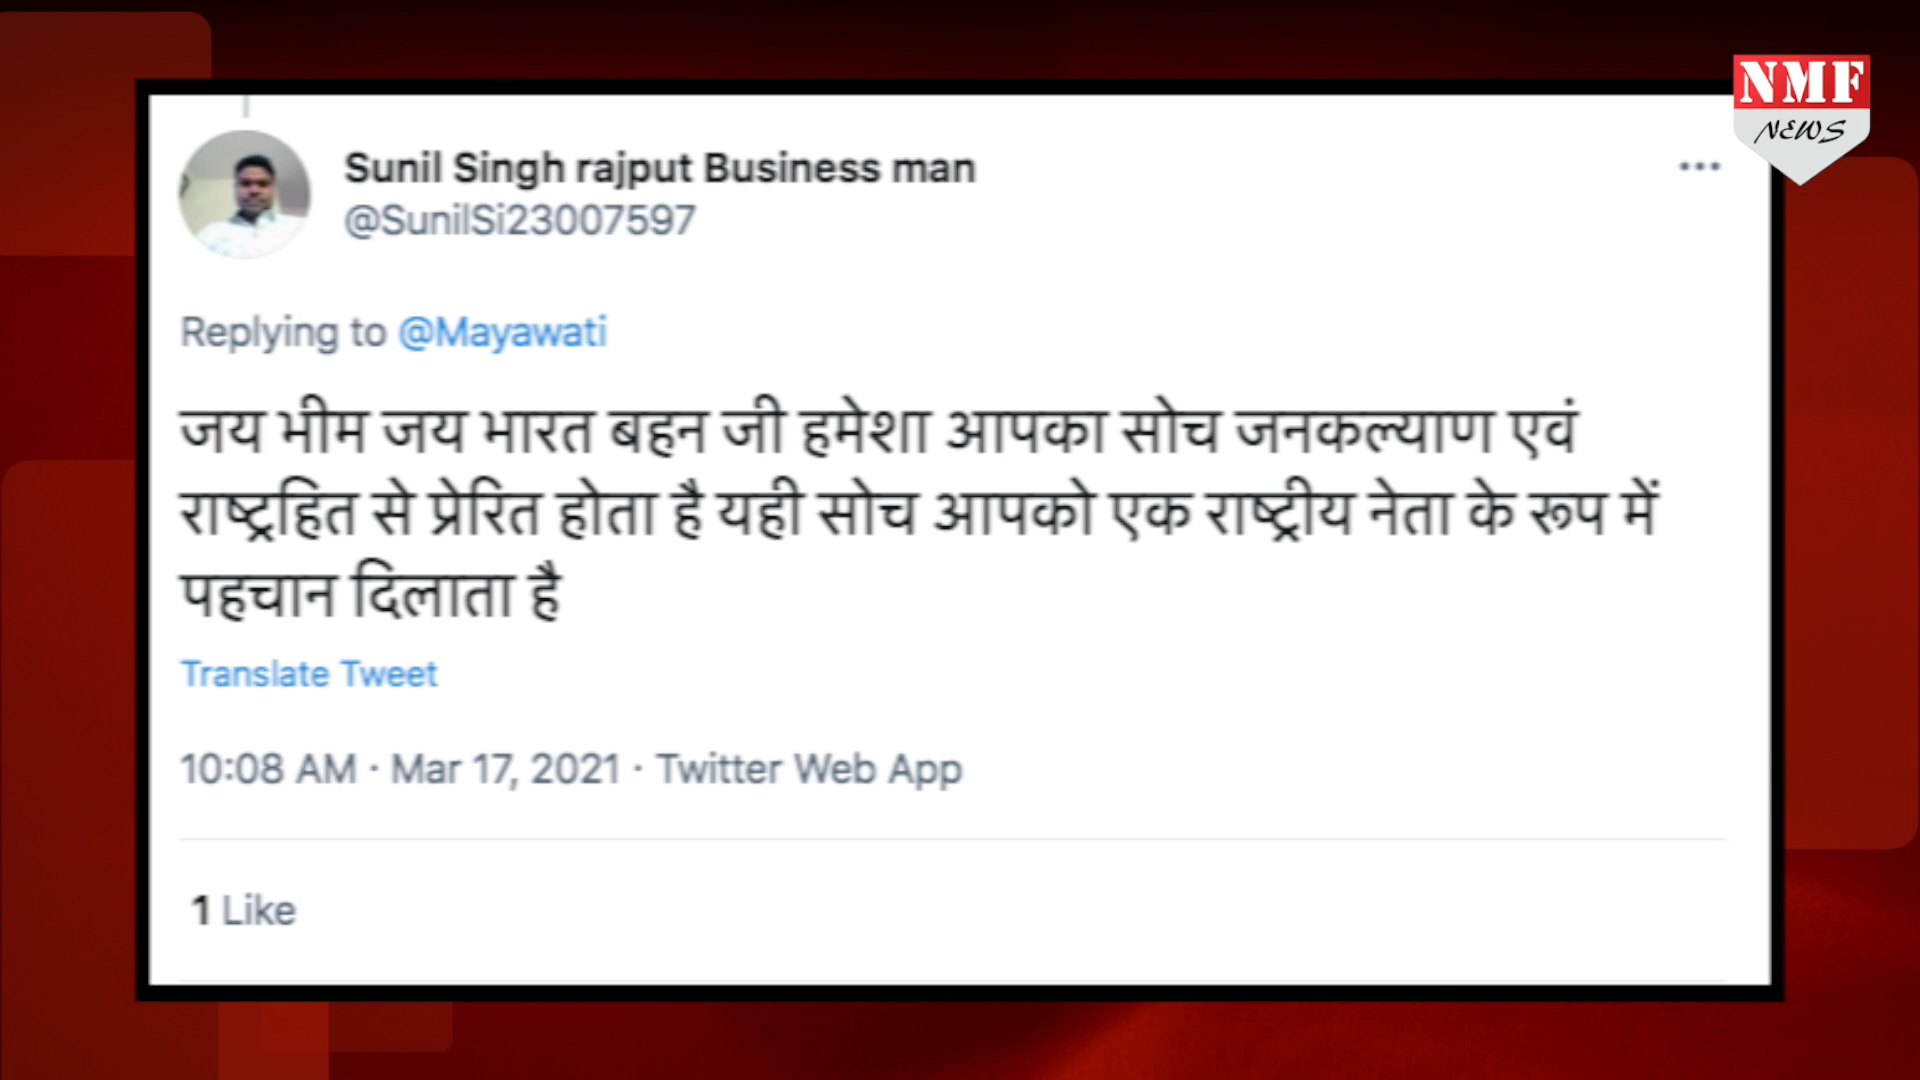 NMF
NEWS
Sunil Singh rajput Business man
@SunilSi23007597
Replying to @Mayawati
जय भीम जय भारत बहन जी हमेशा आपका सोच जनकल्याण एवं
राष्ट्रहित से प्रेरित होता है यही सोच आपको एक राष्ट्रीय नेता के रूप में
पहचान दिलाता है
Translate Tweet
10:08 AM · Mar 17, 2021 · Twitter Web App
1 Like